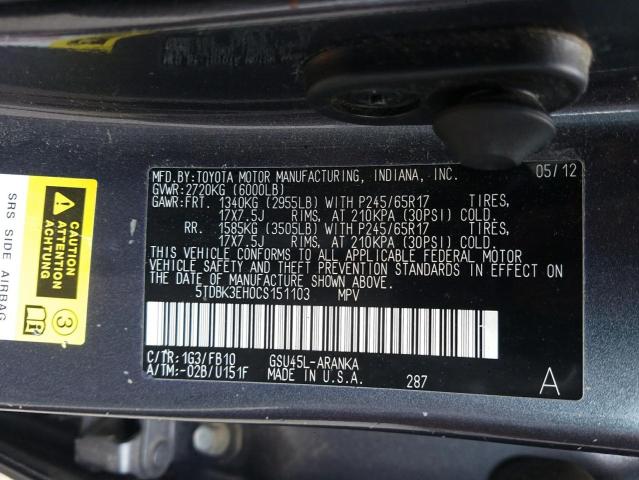 MFD.BY:TOYOTA MOTOR MANUFACTURING, INDIANA, INC. 05/12
GVWR:2720KG (6000LB)
GAWR:FRT. 1340KG (2955LB) WITH P245/65R17 TIRES,
17X7.5J RIMS, AT 210KPA (30PSI) COLD.
RR. 1585KG (3505LB) WITH P245/65R17 TIRES,
17X7.5J RIMS, AT 210KPA (30PSI) COLD.
THIS VEHICLE CONFORMS TO ALL APPLICABLE FEDERAL MOTOR
VEHICLE SAFETY AND THEFT PREVENTION STANDARDS IN EFFECT ON
THE DATE OF MANUFACTURE SHOWN ABOVE.
5TDBK3EH0CS151103 MPV
C/TR:1G3/FB10 GSU45L-ARANKA
A/TM:-02B/U151F MADE IN U.S.A. 287 A
CAUTION
ATTENTION
ACHTUNG
3
SRS SIDE AIRBAG